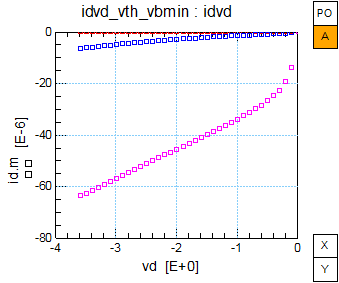 idvd_vth_vbmin : idvd
PO
A
0
-20
-40
-60
-80
id.m [E-6]
-4
-3
-2
-1
0
vd [E+0]
X
Y